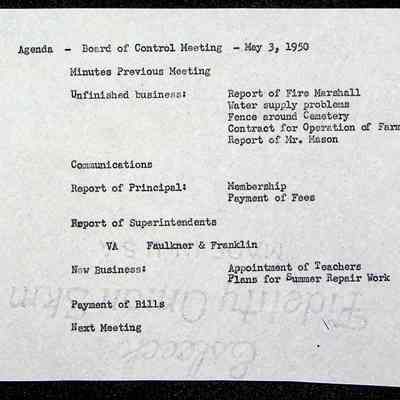 Agenda - Board of Control Meeting - May 3, 1950
Minutes Previous Meeting
Unfinished business: Report of Fire Marshall
Water supply problems
Fence around Cemetery
Contract for Operation of Farm
Report of Mr. Mason
Communications
Report of Principal: Membership
Payment of Fees
Report of Superintendents
VA Faulkner & Franklin
New Business: Appointment of Teachers
Plans for Summer Repair Work
Payment of Bills
Next Meeting